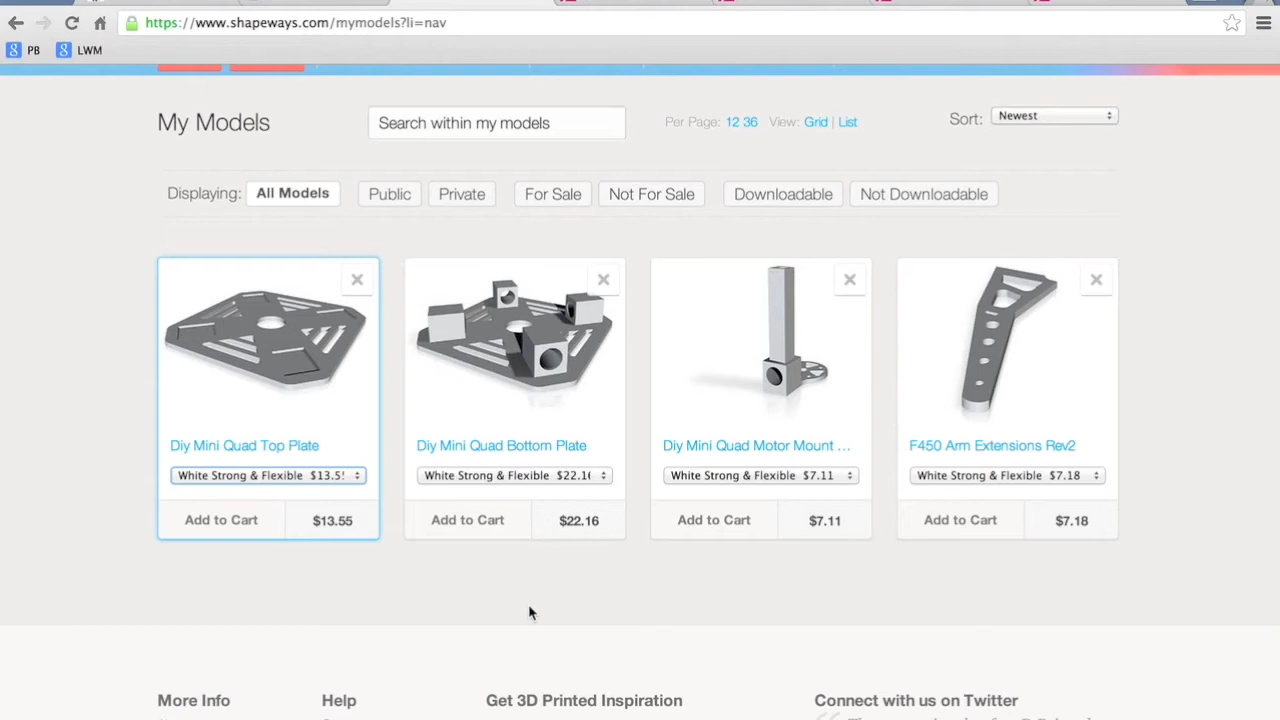 https://www.shapeways.com/mymodels?li=nav
8 PB 8 LWM
My Models
Search within my models
Per Page: 12 36 View: Grid | List
Sort: Newest
Displaying: All Models Public Private For Sale Not For Sale Downloadable Not Downloadable
Diy Mini Quad Top Plate
White Strong & Flexible $13.5
Add to Cart $13.55
Diy Mini Quad Bottom Plate
White Strong & Flexible $22.16
Add to Cart $22.16
Diy Mini Quad Motor Mount ...
White Strong & Flexible $7.11
Add to Cart $7.11
F450 Arm Extensions Rev2
White Strong & Flexible $7.18
Add to Cart $7.18
More Info
Help
Get 3D Printed Inspiration
Connect with us on Twitter